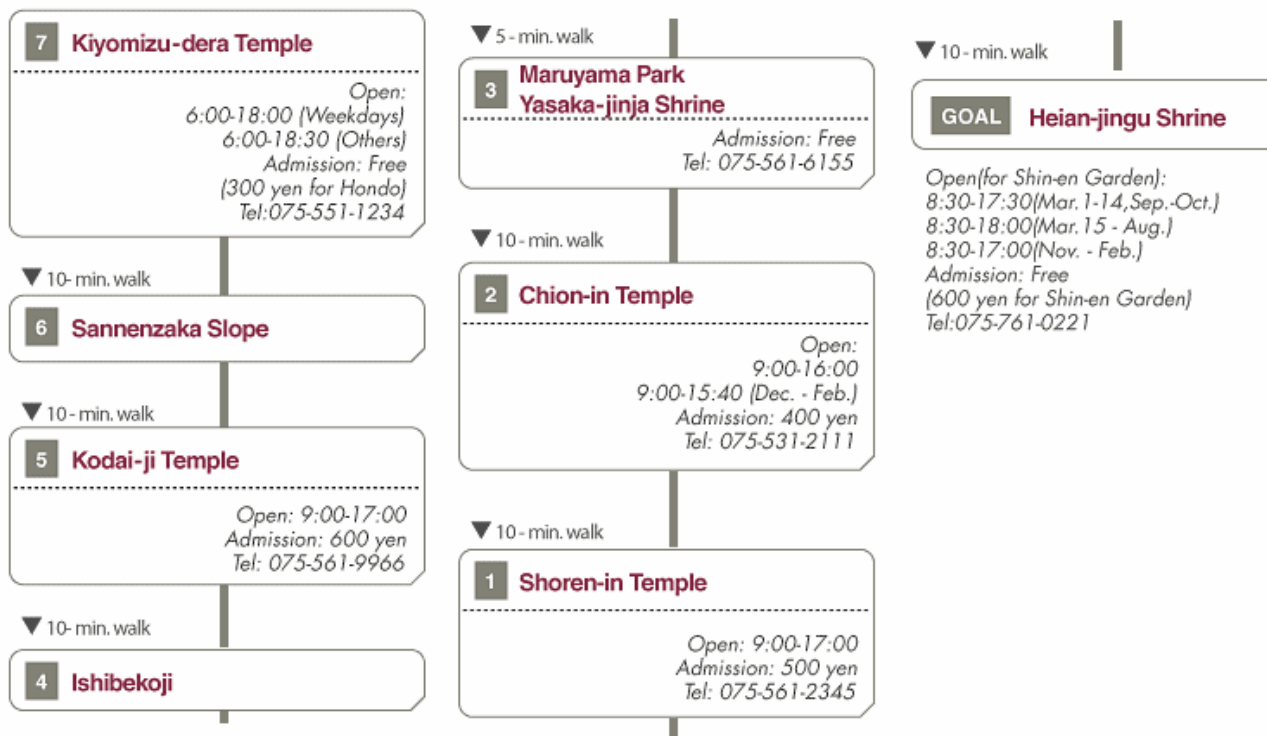 7 Kiyomizu-dera Temple
Open:
6:00-18:00 (Weekdays)
6:00-18:30 (Others)
Admission: Free
(300 yen for Hondo)
Tel:075-551-1234
▼ 10- min. walk
6 Sannenzaka Slope
▼ 10- min. walk
5 Kodai-ji Temple
Open: 9:00-17:00
Admission: 600 yen
Tel: 075-561-9966
▼ 10- min. walk
4 Ishibekoji
▼ 5- min. walk
3 Maruyama Park
Yasaka-jinja Shrine
Admission: Free
Tel: 075-561-6155
▼ 10- min. walk
2 Chion-in Temple
Open:
9:00-16:00
9:00-15:40 (Dec. - Feb.)
Admission: 400 yen
Tel: 075-531-2111
▼ 10- min. walk
1 Shoren-in Temple
Open: 9:00-17:00
Admission: 500 yen
Tel: 075-561-2345
▼ 10- min. walk
GOAL Heian-jingu Shrine
Open(for Shin-en Garden):
8:30-17:30(Mar.1-14,Sep.-Oct.)
8:30-18:00(Mar.15 - Aug.)
8:30-17:00(Nov. - Feb.)
Admission: Free
(600 yen for Shin-en Garden)
Tel:075-761-0221